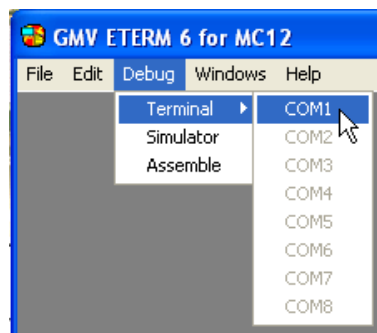 GMV ETERM 6 for MC12
File Edit Debug Windows Help
Terminal COM1
Simulator COM2
Assemble COM3
COM4
COM5
COM6
COM7
COM8